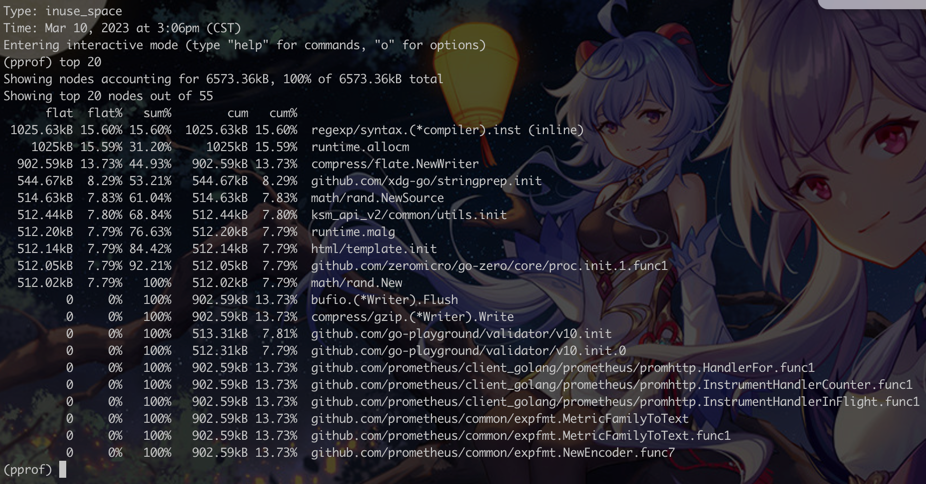 Type: inuse_space
Time: Mar 10, 2023 at 3:06pm (CST)
Entering interactive mode (type "help" for commands, "o" for options)
(pprof) top 20
Showing nodes accounting for 6573.36kB, 100% of 6573.36kB total
Showing top 20 nodes out of 55
flat flat% sum% cum cum%
1025.63kB 15.60% 15.60% 1025.63kB 15.60% regexp/syntax.(*compiler).inst (inline)
1025kB 15.59% 31.20% 1025kB 15.59% runtime.allocm
902.59kB 13.73% 44.93% 902.59kB 13.73% compress/flate.NewWriter
544.67kB 8.29% 53.21% 544.67kB 8.29% github.com/xdg-go/stringprep.init
514.63kB 7.83% 61.04% 514.63kB 7.83% math/rand.NewSource
512.44kB 7.80% 68.84% 512.44kB 7.80% ksm_api_v2/common/utils.init
512.20kB 7.79% 76.63% 512.20kB 7.79% runtime.malg
512.14kB 7.79% 84.42% 512.14kB 7.79% html/template.init
512.05kB 7.79% 92.21% 512.05kB 7.79% github.com/zeromicro/go-zero/core/proc.init.1.func1
512.02kB 7.79% 100% 512.02kB 7.79% math/rand.New
0 0% 100% 902.59kB 13.73% bufio.(*Writer).Flush
0 0% 100% 902.59kB 13.73% compress/gzip.(*Writer).Write
0 0% 100% 513.31kB 7.81% github.com/go-playground/validator/v10.init
0 0% 100% 512.31kB 7.79% github.com/go-playground/validator/v10.init.0
0 0% 100% 902.59kB 13.73% github.com/prometheus/client_golang/prometheus/promhttp.HandlerFor.func1
0 0% 100% 902.59kB 13.73% github.com/prometheus/client_golang/prometheus/promhttp.InstrumentHandlerCounter.func1
0 0% 100% 902.59kB 13.73% github.com/prometheus/client_golang/prometheus/promhttp.InstrumentHandlerInFlight.func1
0 0% 100% 902.59kB 13.73% github.com/prometheus/common/expfmt.MetricFamilyToText
0 0% 100% 902.59kB 13.73% github.com/prometheus/common/expfmt.MetricFamilyToText.func1
0 0% 100% 902.59kB 13.73% github.com/prometheus/common/expfmt.NewEncoder.func7
(pprof)